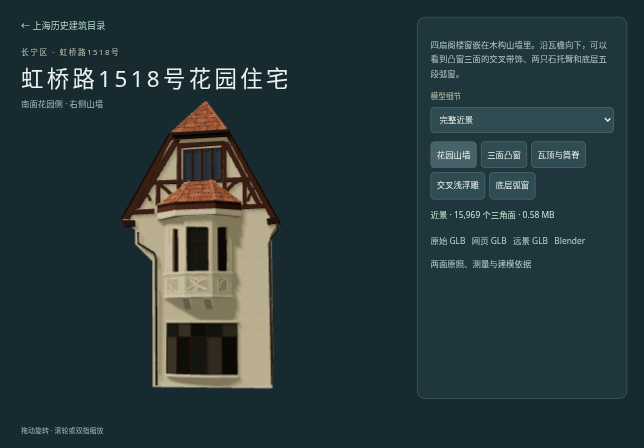 ← 上海历史建筑目录
长宁区 · 虹桥路1518号
虹桥路1518号花园住宅
南面花园侧 · 右侧山墙
四扇阁楼窗嵌在木构山墙里。沿瓦檐向下，可以
看到凸窗三面的交叉带饰、两只石托臂和底层五
段弧窗。
模型细节
完整近景
花园山墙 三面凸窗 瓦顶与筒脊
交叉浅浮雕 底层弧窗
近景 · 15,969 个三角面 · 0.58 MB
原始 GLB 网页 GLB 远景 GLB Blender
两面原照、测量与建模依据
拖动旋转 · 滚轮或双指缩放